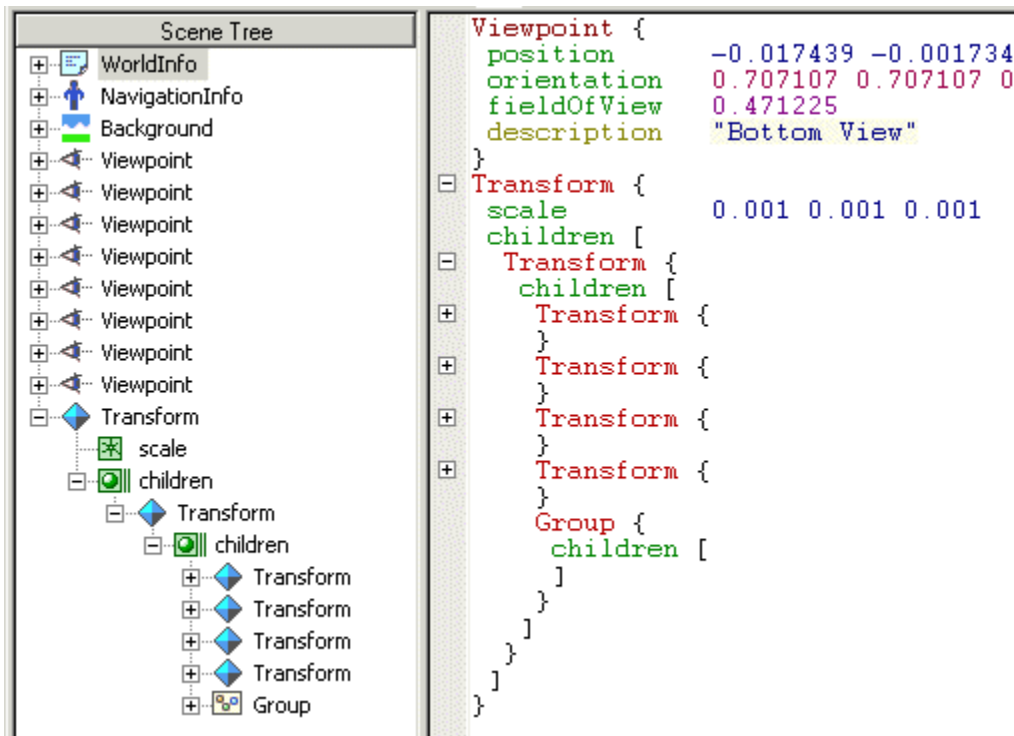 Scene Tree
WorldInfo
NavigationInfo
Background
Viewpoint
Viewpoint
Viewpoint
Viewpoint
Viewpoint
Viewpoint
Viewpoint
Viewpoint
Transform
scale
children
Transform
children
Transform
Transform
Transform
Transform
Group
Viewpoint {
position -0.017439 -0.001734
orientation 0.707107 0.707107 0
fieldOfView 0.471225
description "Bottom View"
}
Transform {
scale 0.001 0.001 0.001
children [
Transform {
children [
Transform {
}
Transform {
}
Transform {
}
Transform {
}
Group {
children [
]
}
]
}
]
}